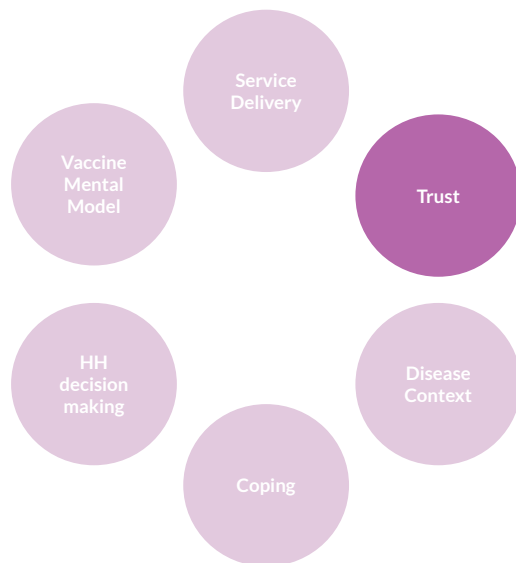 Service
Delivery
Vaccine
Mental
Model
Trust
HH
decision
making
Disease
Context
Coping